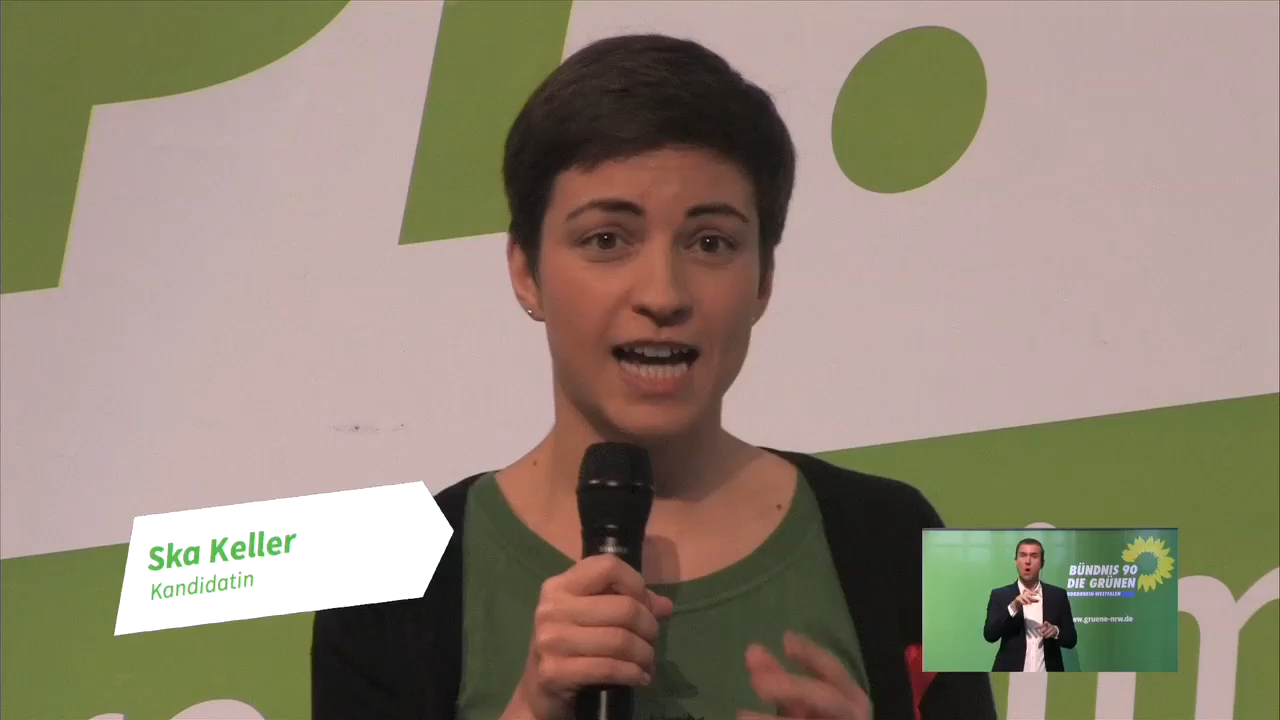 Ska Keller
Kandidatin
BÜNDNIS 90
DIE GRÜNEN
NORDRHEIN-WESTFALEN
www.gruene-nrw.de